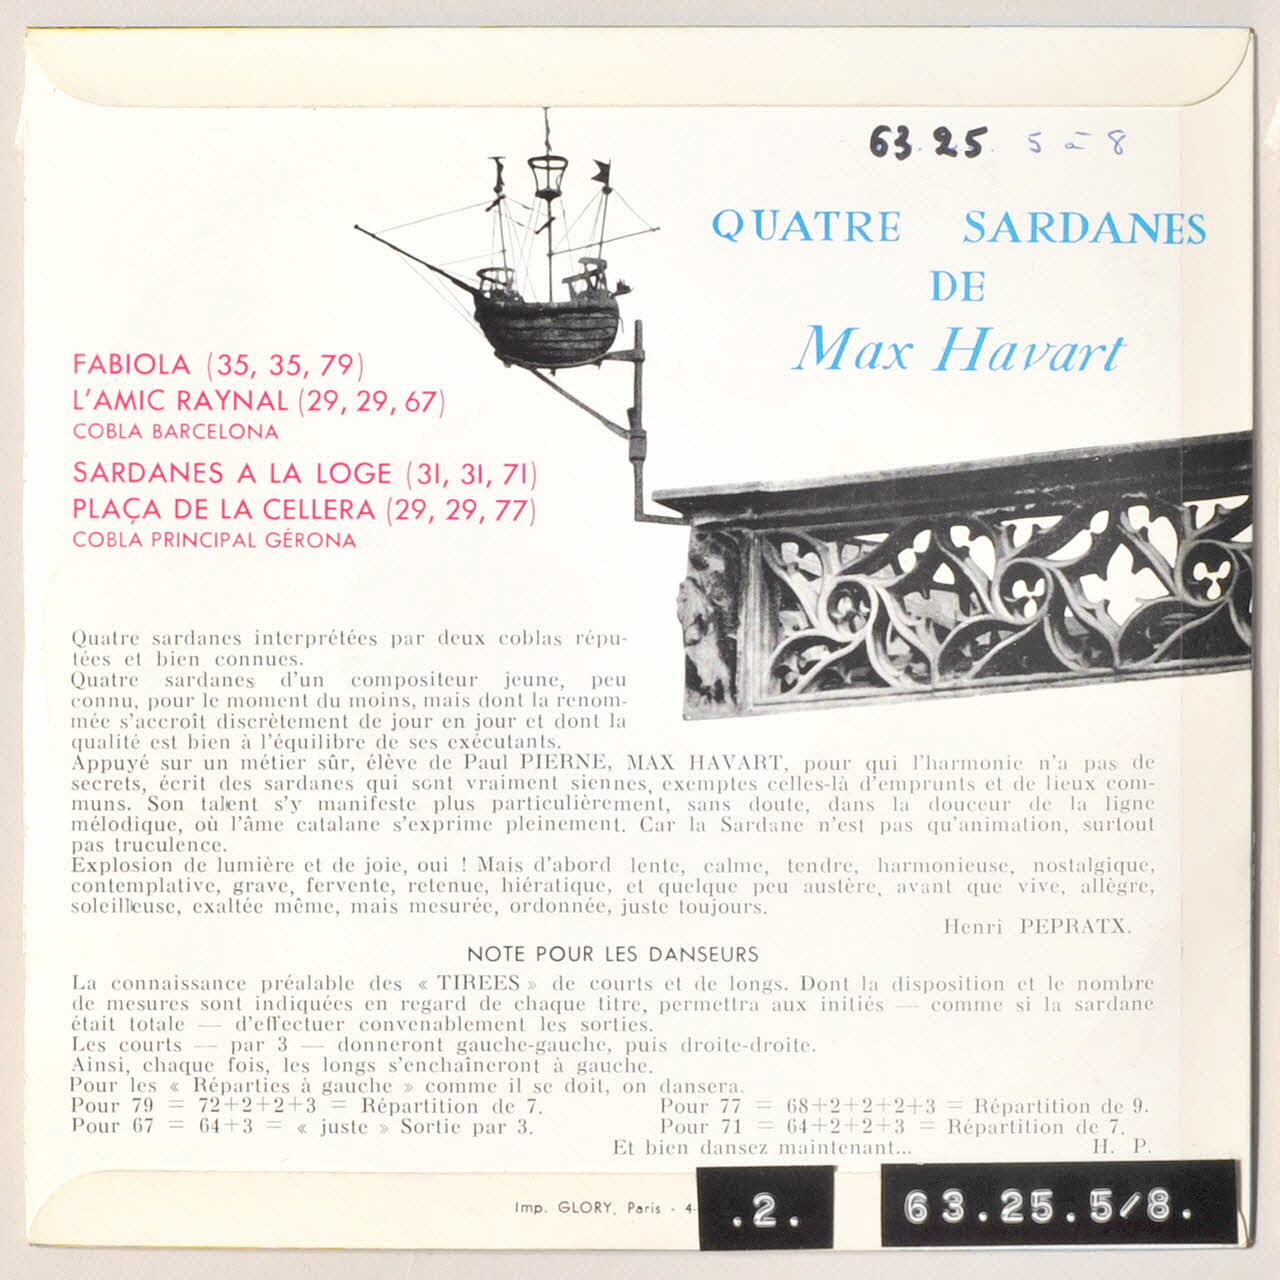 63.25. 5 à 8
QUATRE SARDANES
DE
Max Havart
FABIOLA (35, 35, 79)
L'AMIC RAYNAL (29, 29, 67)
COBLA BARCELONA
SARDANES A LA LOGE (31, 31, 71)
PLAÇA DE LA CELLERA (29, 29, 77)
COBLA PRINCIPAL GÉRONA
Quatre sardanes interprétées par deux coblas répu-
tées et bien connues.
Quatre sardanes d'un compositeur jeune, peu
connu, pour le moment du moins, mais dont la renom-
mée s'accroît discrètement de jour en jour et dont la
qualité est bien à l'équilibre de ses exécutants.
Appuyé sur un métier sûr, élève de Paul PIERNE, MAX HAVART, pour qui l'harmonie n'a pas de
secrets, écrit des sardanes qui sont vraiment siennes, exemptes celles-là d'emprunts et de lieux com-
muns. Son talent s'y manifeste plus particulièrement, sans doute, dans la douceur de la ligne
mélodique, où l'âme catalane s'exprime pleinement. Car la Sardane n'est pas qu'animation, surtout
pas truculence.
Explosion de lumière et de joie, oui ! Mais d'abord lente, calme, tendre, harmonieuse, nostalgique,
contemplative, grave, fervente, retenue, hiératique, et quelque peu austère, avant que vive, allègre,
soleilleuse, exaltée même, mais mesurée, ordonnée, juste toujours.
Henri PEPRATX.
NOTE POUR LES DANSEURS
La connaissance préalable des « TIREES » de courts et de longs. Dont la disposition et le nombre
de mesures sont indiquées en regard de chaque titre, permettra aux initiés — comme si la sardane
était totale — d'effectuer convenablement les sorties.
Les courts — par 3 — donneront gauche-gauche, puis droite-droite.
Ainsi, chaque fois, les longs s'enchaîneront à gauche.
Pour les « Réparties à gauche » comme il se doit, on dansera.
Pour 79 = 72+2+2+3 = Répartition de 7.
Pour 77 = 68+2+2+2+3 = Répartition de 9.
Pour 67 = 64+3 = « juste » Sortie par 3.
Pour 71 = 64+2+2+3 = Répartition de 7.
Et bien dansez maintenant... H. P.
Imp. GLORY, Paris - 4-
.2.
63.25.5/8.